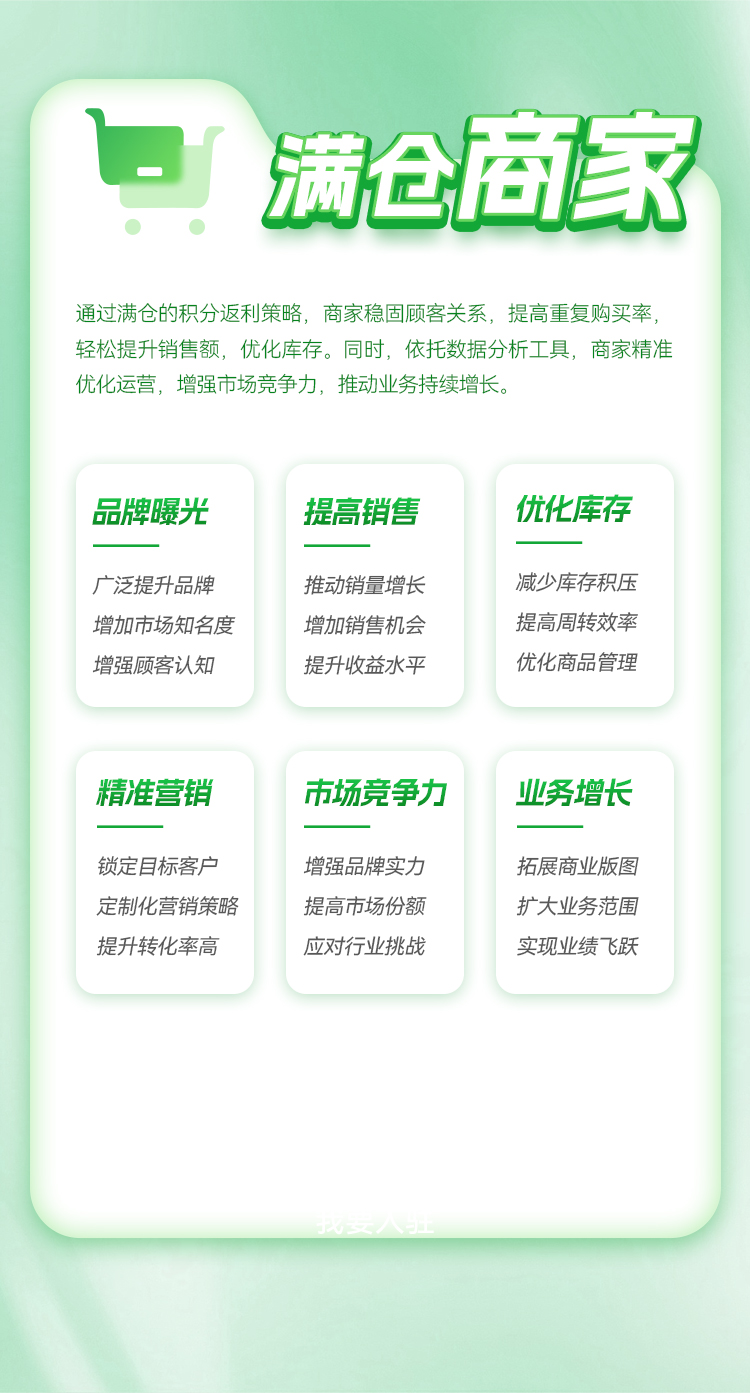 满仓商家
通过满仓的积分返利策略，商家稳固顾客关系，提高重复购买率，
轻松提升销售额，优化库存。同时，依托数据分析工具，商家精准
优化运营，增强市场竞争力，推动业务持续增长。
品牌曝光
广泛提升品牌
增加市场知名度
增强顾客认知
提高销售
推动销量增长
增加销售机会
提升收益水平
优化库存
减少库存积压
提高周转效率
优化商品管理
精准营销
锁定目标客户
定制化营销策略
提升转化率高
市场竞争力
增强品牌实力
提高市场份额
应对行业挑战
业务增长
拓展商业版图
扩大业务范围
实现业绩飞跃
我要入驻